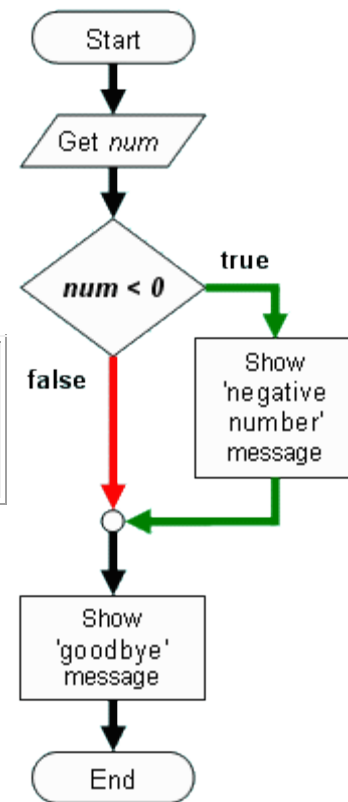 Start
Get num
num < 0
true
false
Show
'negative
number'
message
Show
'goodbye'
message
End